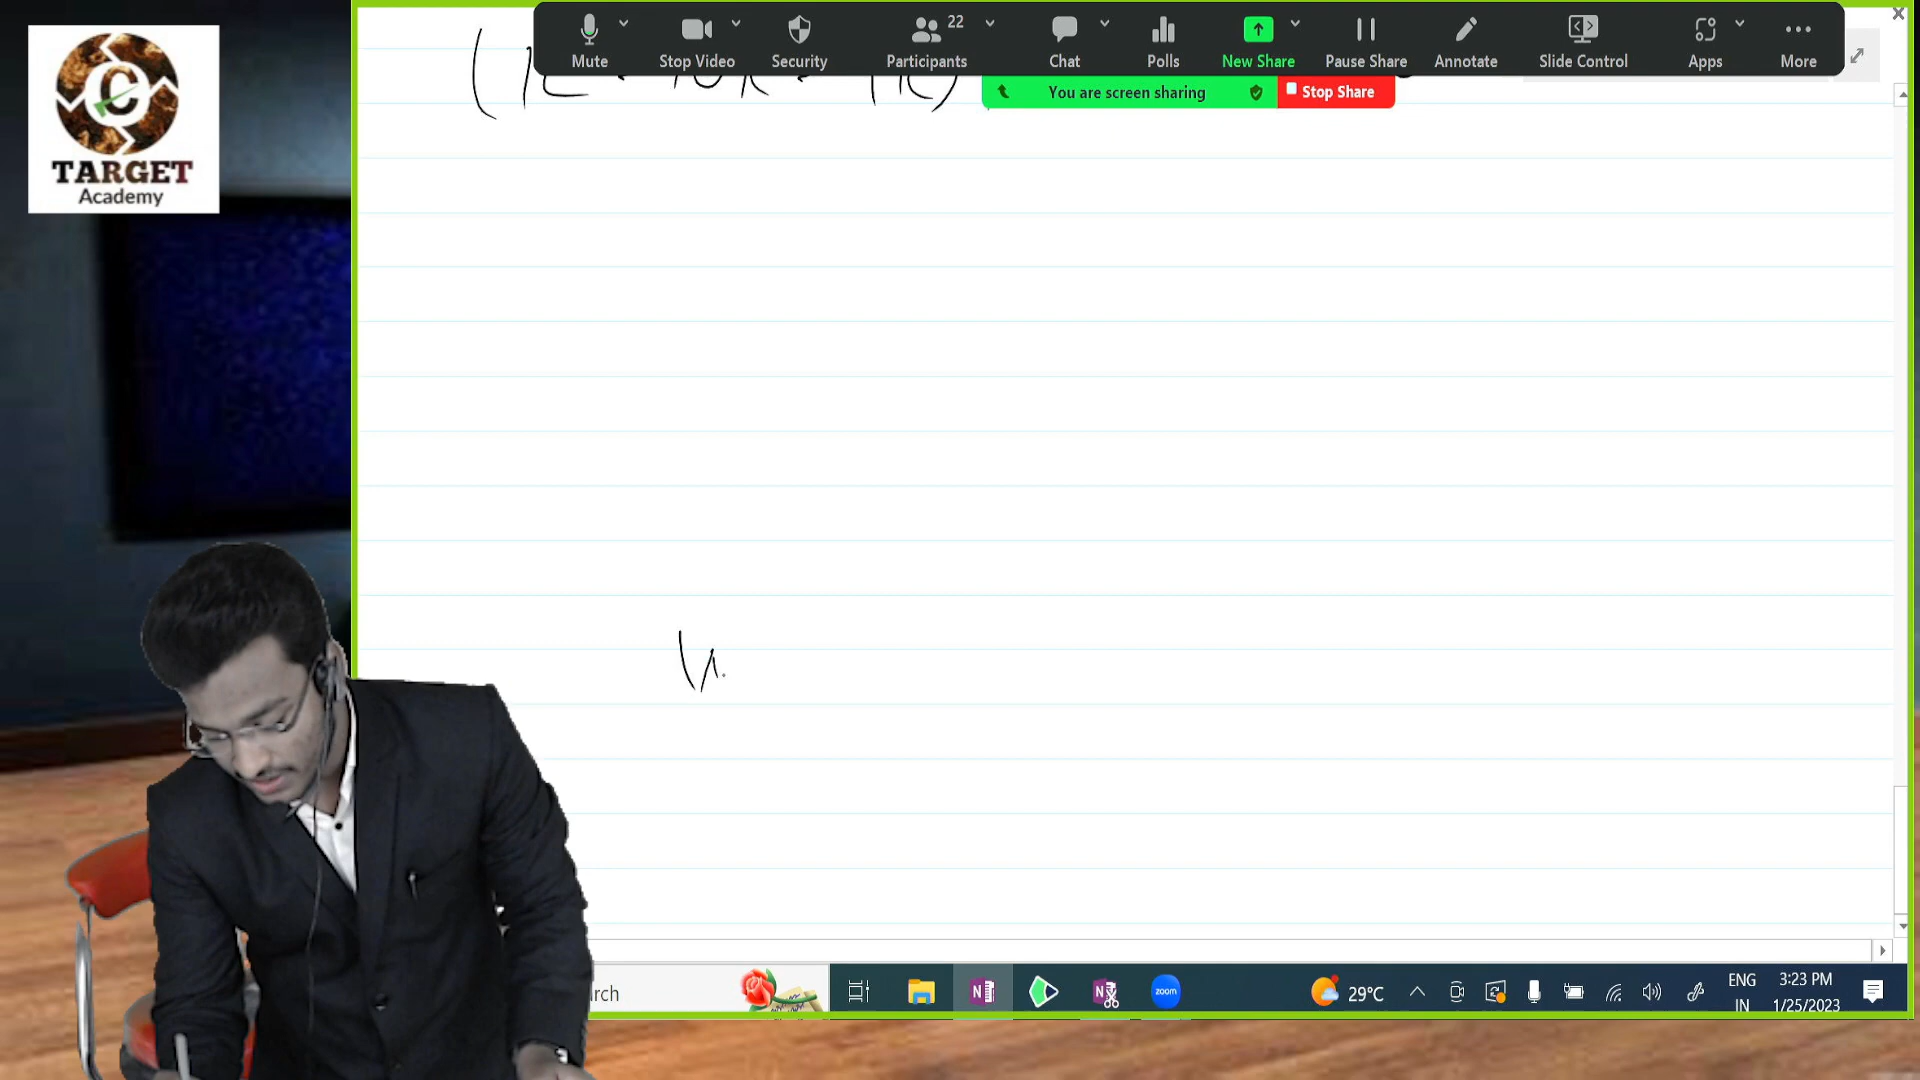 22
Mute
Stop Video
Security
Participants
Chat
Polls
New Share
Pause Share
Annotate
Slide Control
Apps
More
You are screen sharing
Stop Share
C
TARGET
Academy
rch
N
N
zoom
29°C
ENG
IN
3:23 PM
1/25/2023